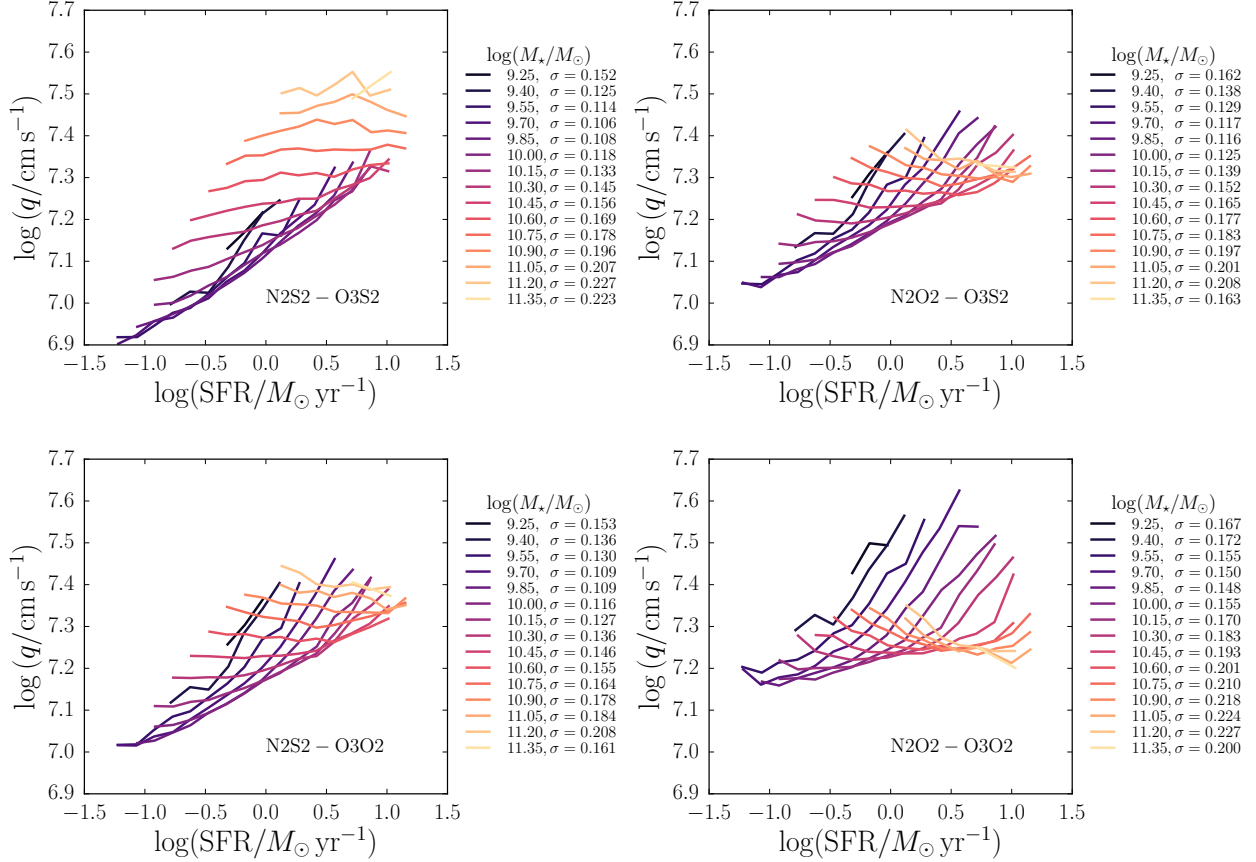 7.7
7.6
7.5
7.4
7.3
7.2
7.1
7.0
6.9
log(q/cm s⁻¹)
−1.5 −1.0 −0.5 0.0 0.5 1.0 1.5
log(SFR/M⊙ yr⁻¹)
N2S2 − O3S2
log(M⋆/M⊙)
9.25, σ = 0.152
9.40, σ = 0.125
9.55, σ = 0.114
9.70, σ = 0.106
9.85, σ = 0.108
10.00, σ = 0.118
10.15, σ = 0.133
10.30, σ = 0.145
10.45, σ = 0.156
10.60, σ = 0.169
10.75, σ = 0.178
10.90, σ = 0.196
11.05, σ = 0.207
11.20, σ = 0.227
11.35, σ = 0.223
7.7
7.6
7.5
7.4
7.3
7.2
7.1
7.0
6.9
log(q/cm s⁻¹)
−1.5 −1.0 −0.5 0.0 0.5 1.0 1.5
log(SFR/M⊙ yr⁻¹)
N2O2 − O3S2
log(M⋆/M⊙)
9.25, σ = 0.162
9.40, σ = 0.138
9.55, σ = 0.129
9.70, σ = 0.117
9.85, σ = 0.116
10.00, σ = 0.125
10.15, σ = 0.139
10.30, σ = 0.152
10.45, σ = 0.165
10.60, σ = 0.177
10.75, σ = 0.183
10.90, σ = 0.197
11.05, σ = 0.201
11.20, σ = 0.208
11.35, σ = 0.163
7.7
7.6
7.5
7.4
7.3
7.2
7.1
7.0
6.9
log(q/cm s⁻¹)
−1.5 −1.0 −0.5 0.0 0.5 1.0 1.5
log(SFR/M⊙ yr⁻¹)
N2S2 − O3O2
log(M⋆/M⊙)
9.25, σ = 0.153
9.40, σ = 0.136
9.55, σ = 0.130
9.70, σ = 0.109
9.85, σ = 0.109
10.00, σ = 0.116
10.15, σ = 0.127
10.30, σ = 0.136
10.45, σ = 0.146
10.60, σ = 0.155
10.75, σ = 0.164
10.90, σ = 0.178
11.05, σ = 0.184
11.20, σ = 0.208
11.35, σ = 0.161
7.7
7.6
7.5
7.4
7.3
7.2
7.1
7.0
6.9
log(q/cm s⁻¹)
−1.5 −1.0 −0.5 0.0 0.5 1.0 1.5
log(SFR/M⊙ yr⁻¹)
N2O2 − O3O2
log(M⋆/M⊙)
9.25, σ = 0.167
9.40, σ = 0.172
9.55, σ = 0.155
9.70, σ = 0.150
9.85, σ = 0.148
10.00, σ = 0.155
10.15, σ = 0.170
10.30, σ = 0.183
10.45, σ = 0.193
10.60, σ = 0.201
10.75, σ = 0.210
10.90, σ = 0.218
11.05, σ = 0.224
11.20, σ = 0.227
11.35, σ = 0.200